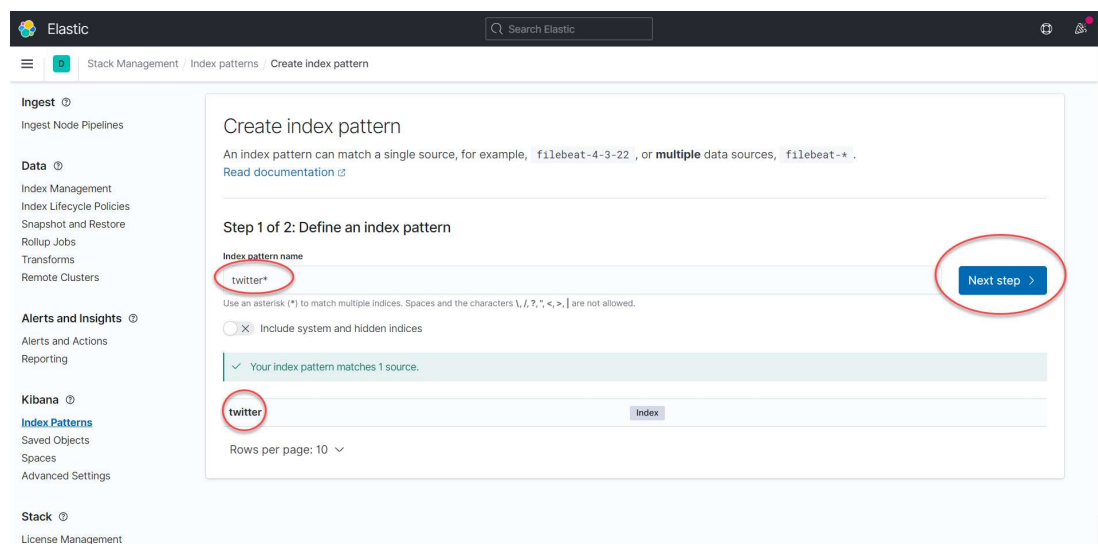 Elastic
Search Elastic
D
Stack Management / Index patterns / Create index pattern
Ingest
Ingest Node Pipelines
Data
Index Management
Index Lifecycle Policies
Snapshot and Restore
Rollup Jobs
Transforms
Remote Clusters
Alerts and Insights
Alerts and Actions
Reporting
Kibana
Index Patterns
Saved Objects
Spaces
Advanced Settings
Stack
License Management
Create index pattern
An index pattern can match a single source, for example, filebeat-4-3-22 , or multiple data sources, filebeat-* .
Read documentation
Step 1 of 2: Define an index pattern
Index pattern name
twitter*
Next step >
Use an asterisk (*) to match multiple indices. Spaces and the characters \, /, ?, ", <, >, | are not allowed.
Include system and hidden indices
Your index pattern matches 1 source.
twitter Index
Rows per page: 10